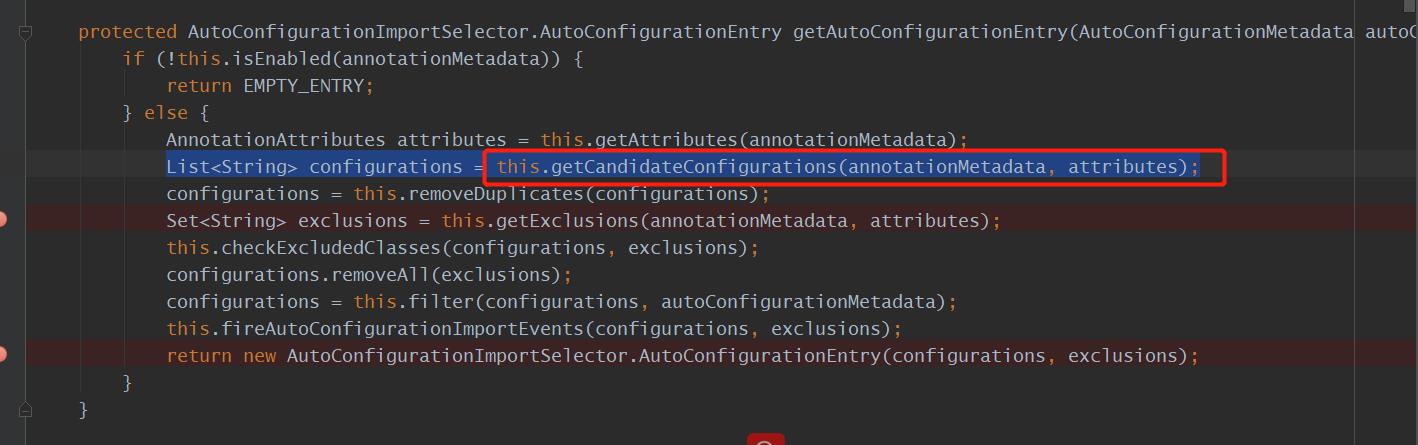 protected AutoConfigurationImportSelector.AutoConfigurationEntry getAutoConfigurationEntry(AutoConfigurationMetadata autoC
if (!this.isEnabled(annotationMetadata)) {
return EMPTY_ENTRY;
} else {
AnnotationAttributes attributes = this.getAttributes(annotationMetadata);
List<String> configurations = this.getCandidateConfigurations(annotationMetadata, attributes);
configurations = this.removeDuplicates(configurations);
Set<String> exclusions = this.getExclusions(annotationMetadata, attributes);
this.checkExcludedClasses(configurations, exclusions);
configurations.removeAll(exclusions);
configurations = this.filter(configurations, autoConfigurationMetadata);
this.fireAutoConfigurationImportEvents(configurations, exclusions);
return new AutoConfigurationImportSelector.AutoConfigurationEntry(configurations, exclusions);
}
}